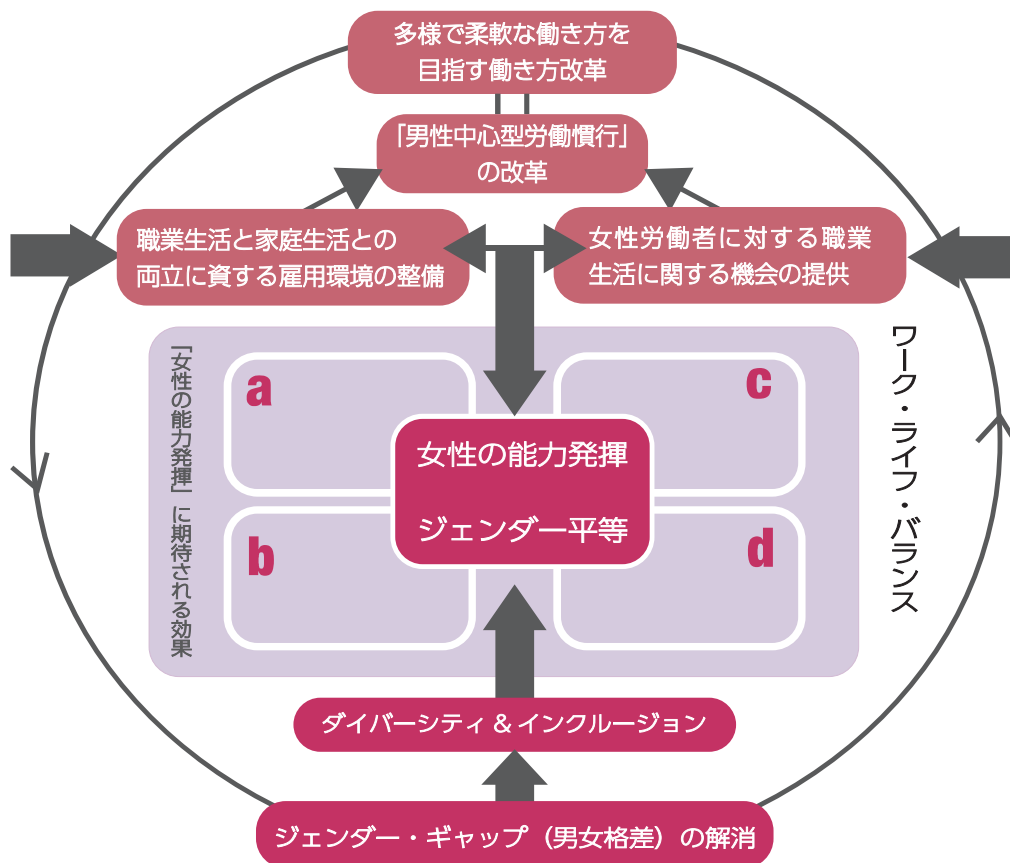 多様で柔軟な働き方を
目指す働き方改革
「男性中心型労働慣行」
の改革
職業生活と家庭生活との
両立に資する雇用環境の整備
女性労働者に対する職業
生活に関する機会の提供
「女性の能力発揮」に期待される効果
a
c
女性の能力発揮
ジェンダー平等
b
d
ワーク・ライフ・バランス
ダイバーシティ&インクルージョン
ジェンダー・ギャップ(男女格差)の解消